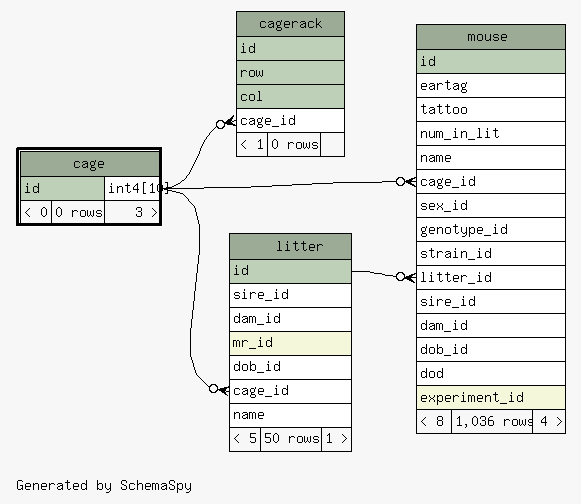 cagerack
id
row
col
cage_id
< 1 0 rows
mouse
id
eartag
tattoo
num_in_lit
name
cage_id
sex_id
genotype_id
strain_id
litter_id
sire_id
dam_id
dob_id
dod
experiment_id
< 8 1,036 rows 4 >
cage
id int4[10]
< 0 0 rows 3 >
litter
id
sire_id
dam_id
mr_id
dob_id
cage_id
name
< 5 50 rows 1 >
Generated by SchemaSpy